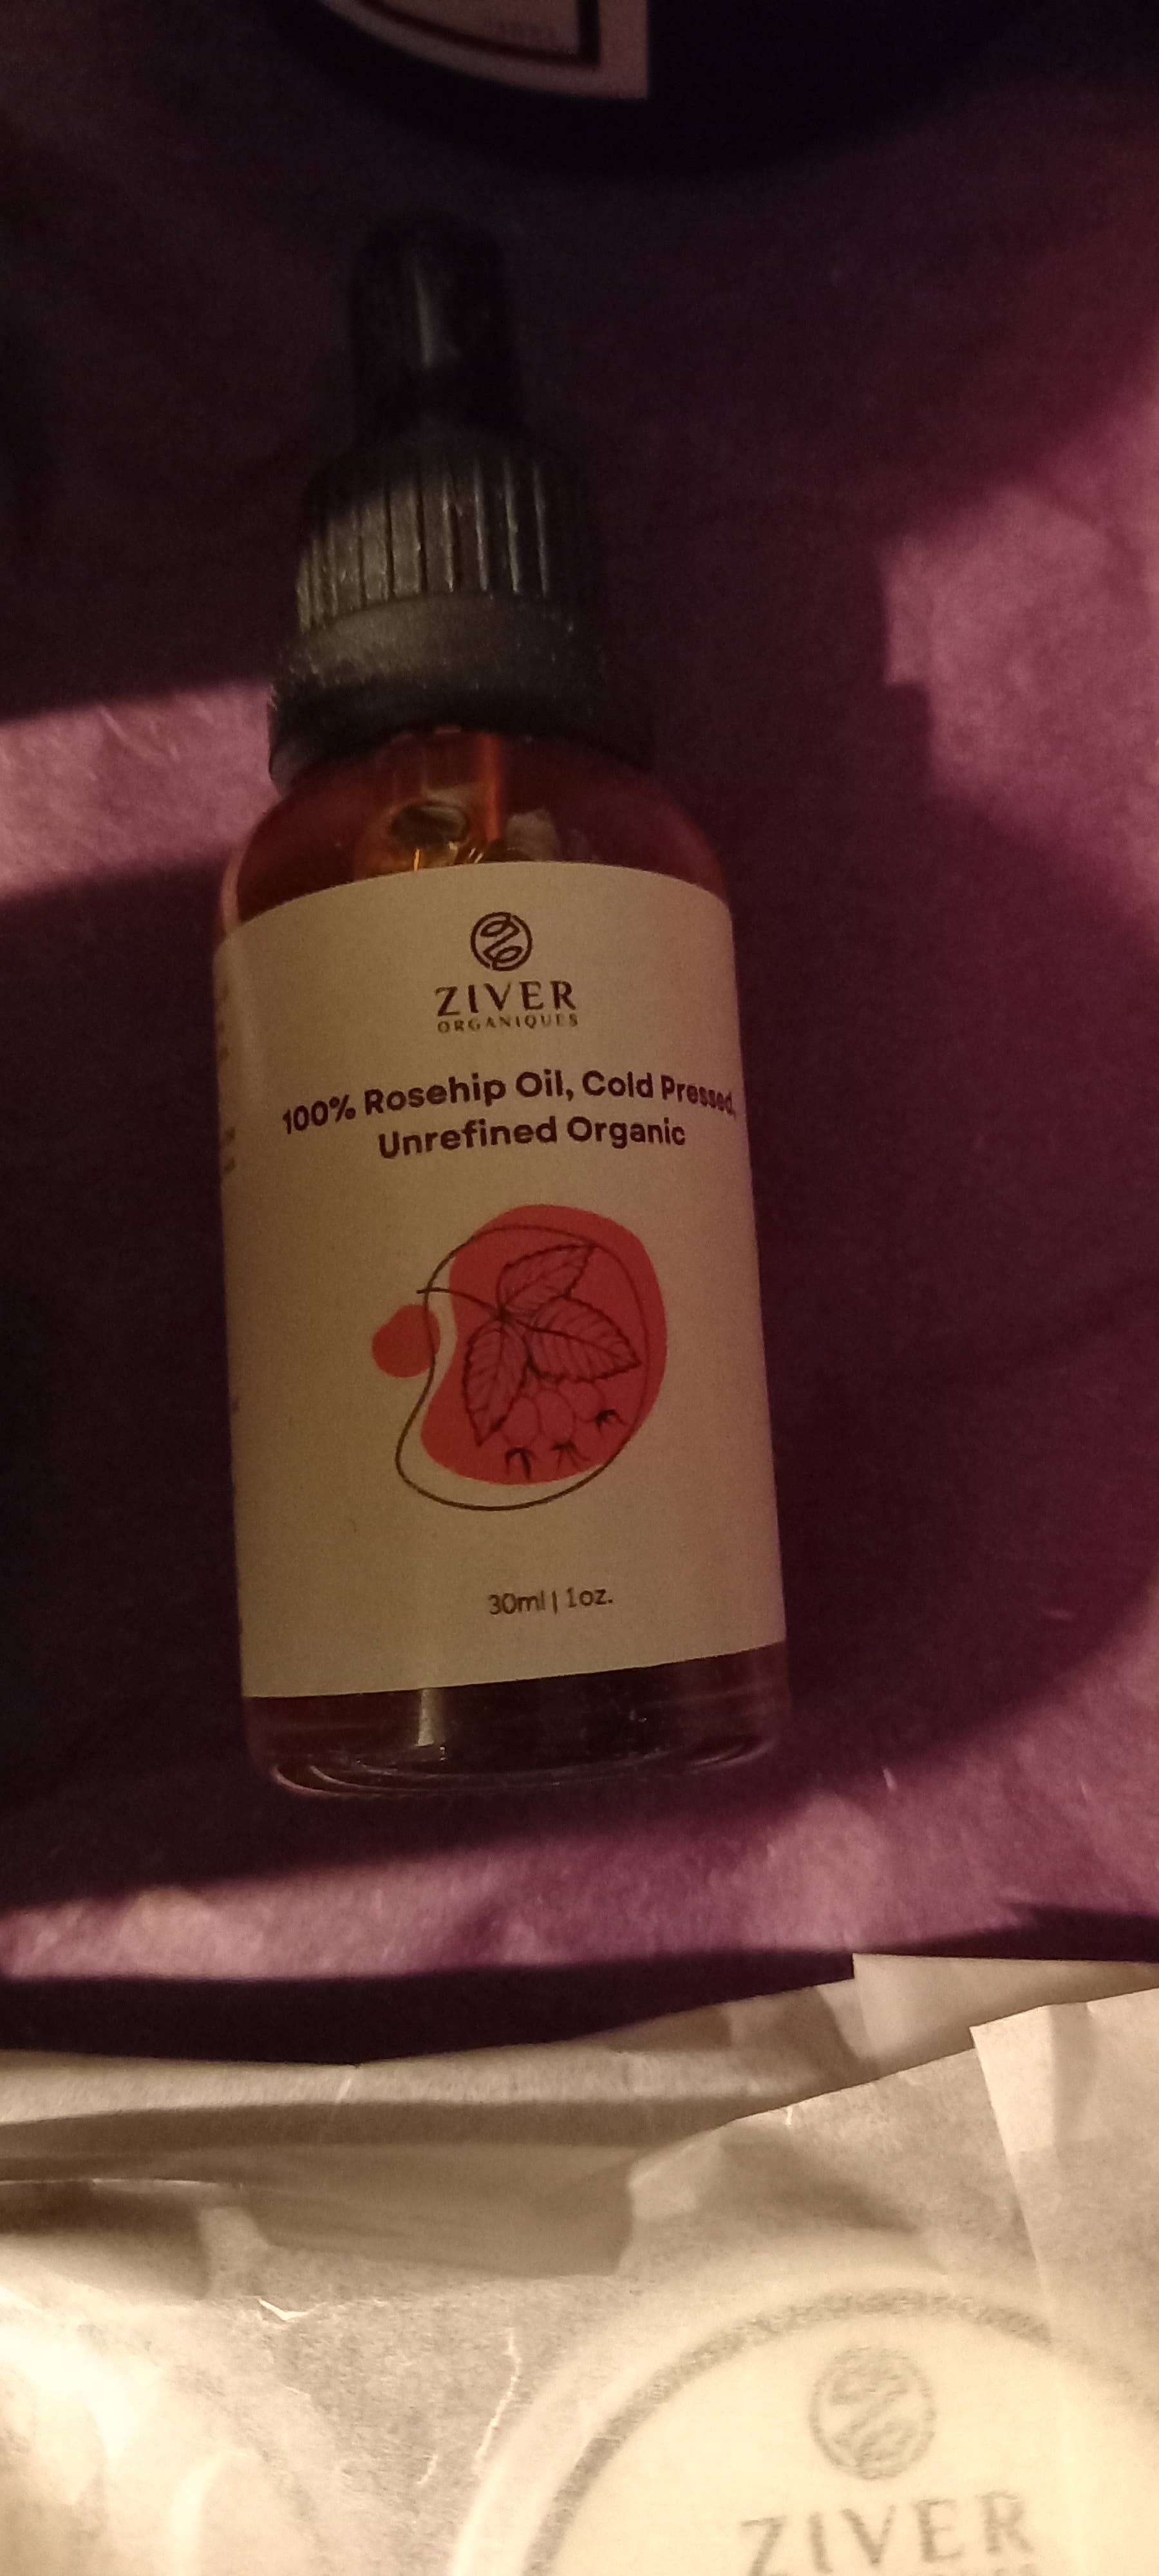 ZIVER
ORGANIQUES
100% Rosehip Oil, Cold Pressed,
Unrefined Organic
30ml | 1oz.
ZIVER